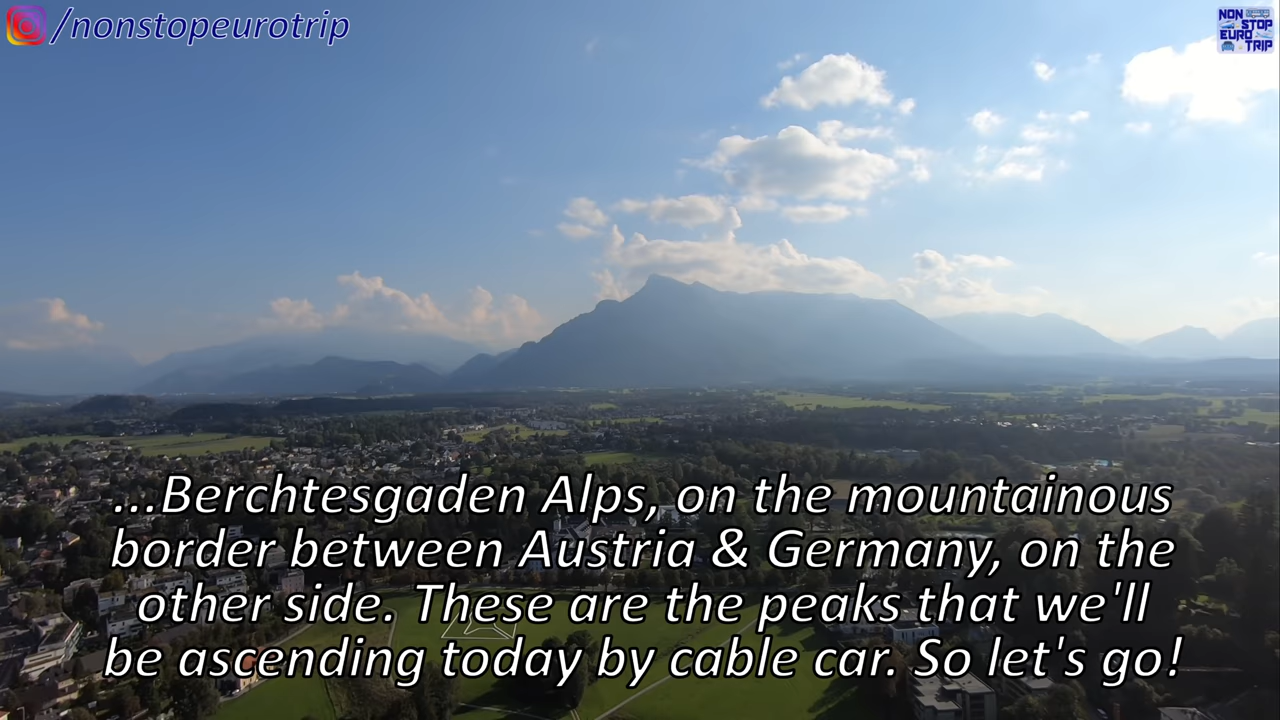 /nonstopeurotrip
NON
STOP
EURO
TRIP
...Berchtesgaden Alps, on the mountainous
border between Austria & Germany, on the
other side. These are the peaks that we'll
be ascending today by cable car. So let's go!